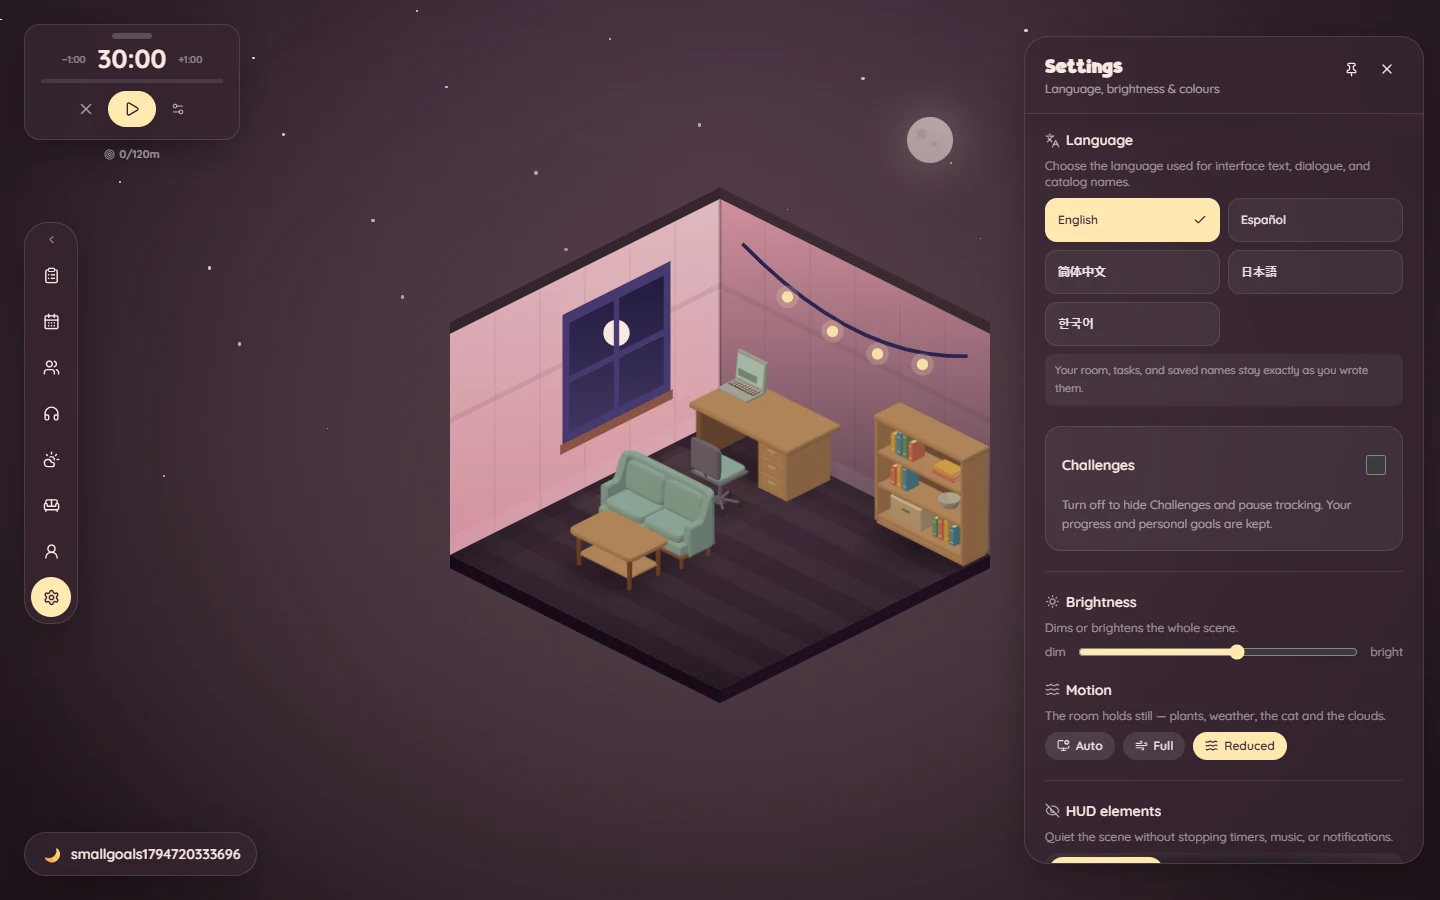 −1:00 30:00 +1:00
0/120m
smallgoals1794720333696
Settings
Language, brightness & colours
Language
Choose the language used for interface text, dialogue, and
catalog names.
English
Español
简体中文
日本語
한국어
Your room, tasks, and saved names stay exactly as you wrote
them.
Challenges
Turn off to hide Challenges and pause tracking. Your
progress and personal goals are kept.
Brightness
Dims or brightens the whole scene.
dim bright
Motion
The room holds still — plants, weather, the cat and the clouds.
Auto Full Reduced
HUD elements
Quiet the scene without stopping timers, music, or notifications.